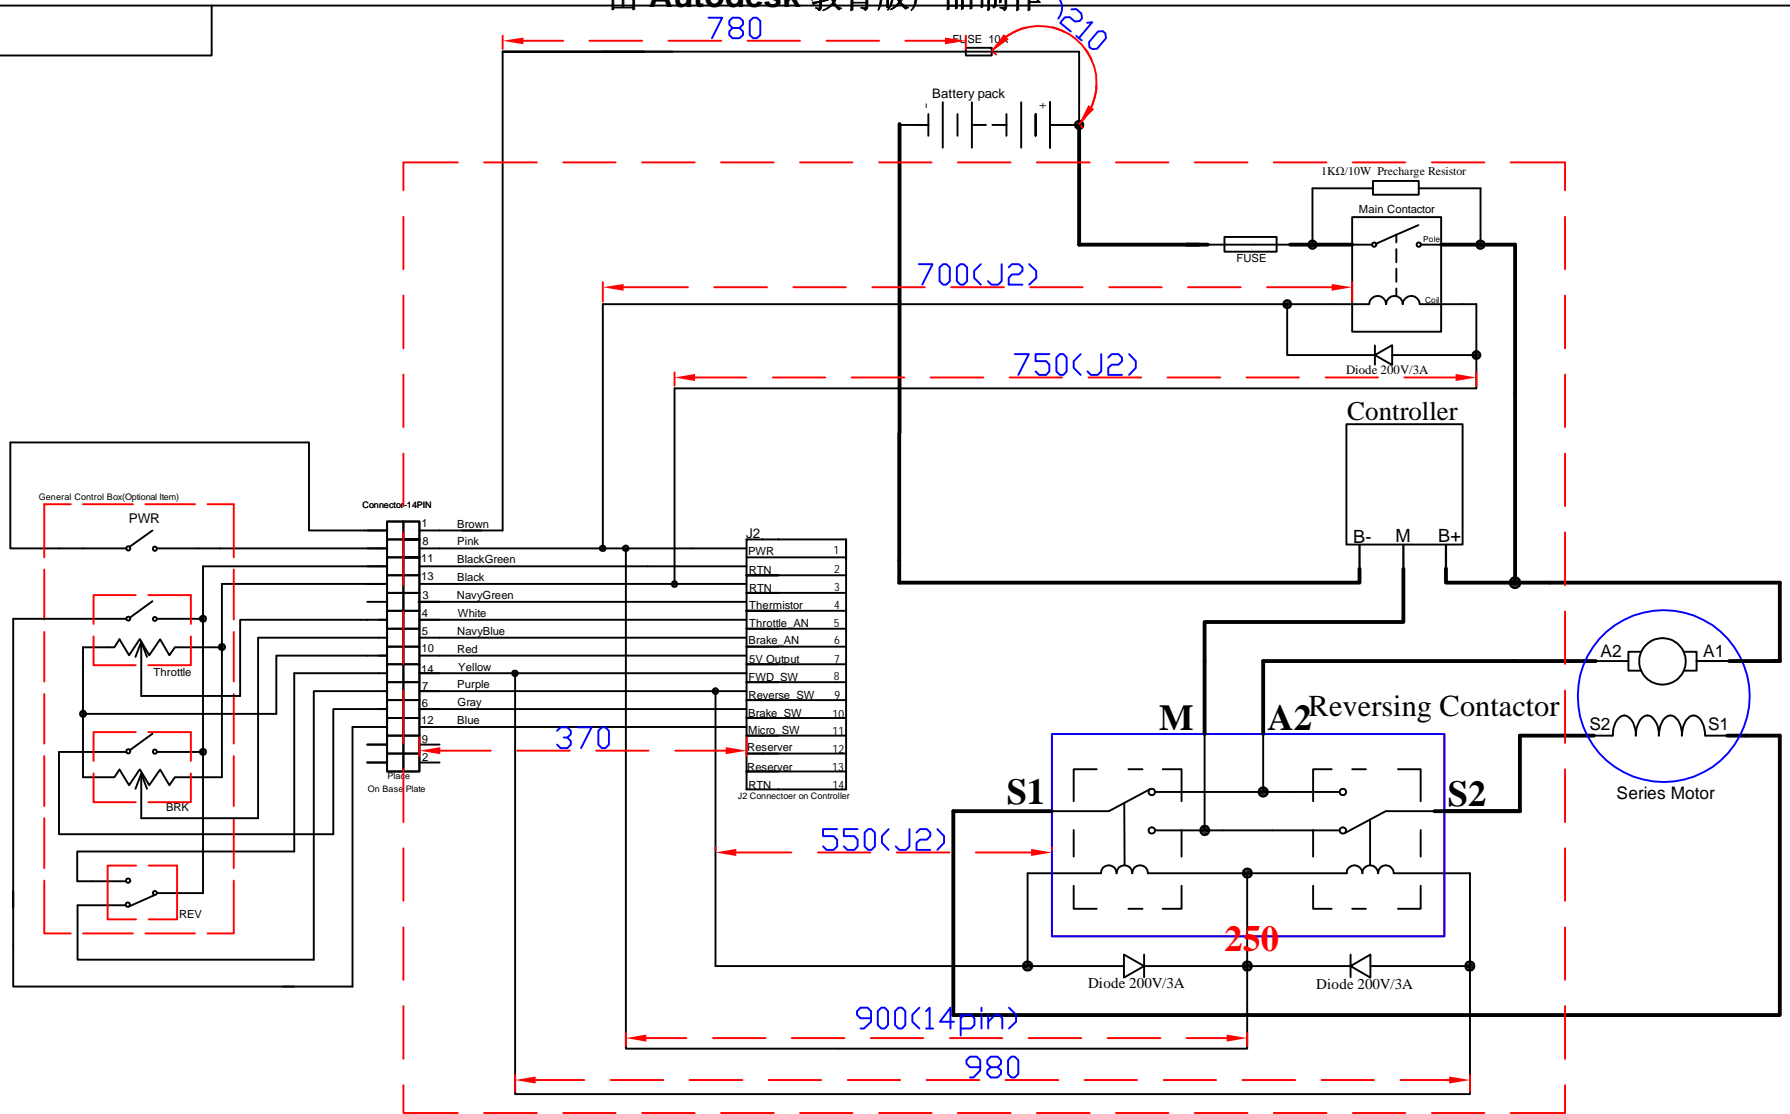 780
210
FUSE 10A
Battery pack
-
+
1KΩ/10W Precharge Resistor
Main Contactor
Pole
FUSE
700(J2)
Coil
750(J2)
Diode 200V/3A
Controller
B- M B+
General Control Box(Optional Item)
PWR
Throttle
BRK
REV
Connector-14PIN
1 Brown
8 Pink
11 BlackGreen
13 Black
3 NavyGreen
4 White
5 NavyBlue
10 Red
14 Yellow
7 Purple
6 Gray
12 Blue
9
2
Place
On Base Plate
370
J2
PWR 1
RTN 2
RTN 3
Thermistor 4
Throttle_AN 5
Brake_AN 6
5V Output 7
FWD_SW 8
Reverse_SW 9
Brake_SW 10
Micro_SW 11
Reserver 12
Reserver 13
RTN 14
J2 Connectoer on Controller
A2 A1
S2 S1
Series Motor
M A2 Reversing Contactor
S1 S2
550(J2)
250
Diode 200V/3A Diode 200V/3A
900(14pin)
980